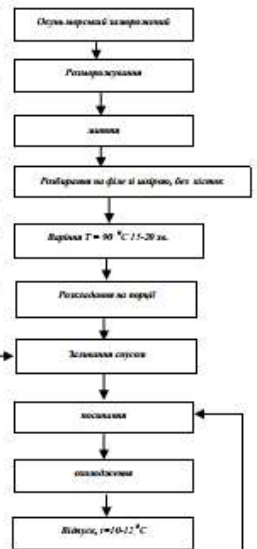 Окунь морський заморожений
Розморожування
миття
Розбирання на філе зі шкірою, без кісток
Варіння T = 90 °C 15-20 хв.
Розкладання на порції
Заливання соусом
посипання
охолодження
Відпуск, t=10-12°C